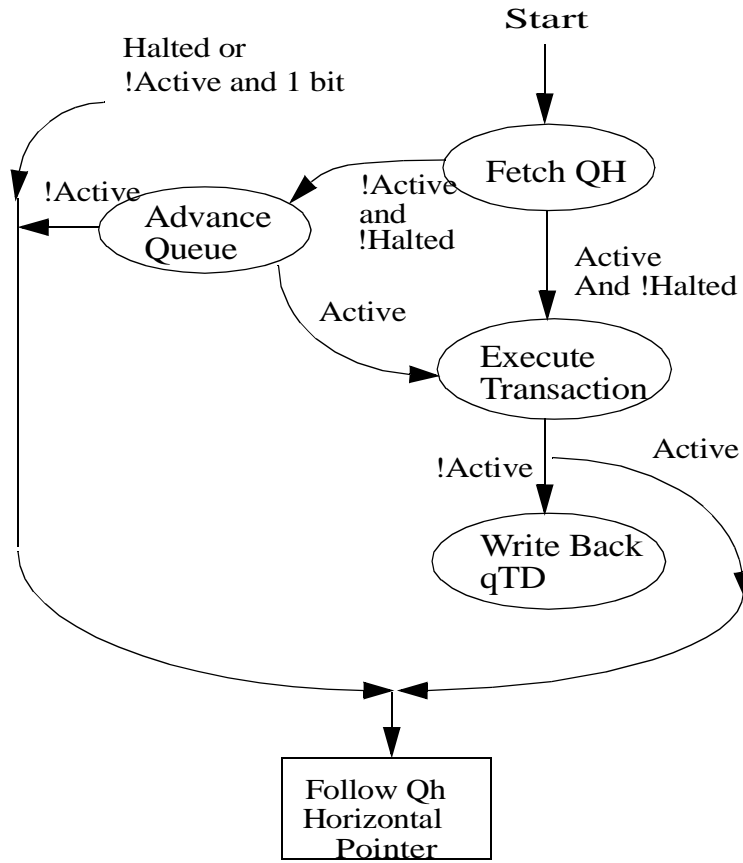 Start
Halted or
!Active and 1 bit
Fetch QH
!Active
!Active
and
!Halted
Advance
Queue
Active
And !Halted
Active
Execute
Transaction
!Active
Active
Write Back
qTD
Follow Qh
Horizontal
Pointer